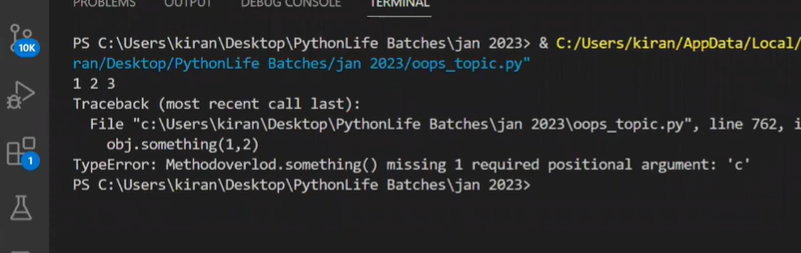 PROBLEMS OUTPUT DEBUG CONSOLE TERMINAL
PS C:\Users\kiran\Desktop\PythonLife Batches\jan 2023> & C:/Users/kiran/AppData/Local/
ran/Desktop/PythonLife Batches/jan 2023/oops_topic.py"
1 2 3
Traceback (most recent call last):
File "c:\Users\kiran\Desktop\PythonLife Batches\jan 2023\oops_topic.py", line 762, i
obj.something(1,2)
TypeError: Methodoverlod.something() missing 1 required positional argument: 'c'
PS C:\Users\kiran\Desktop\PythonLife Batches\jan 2023>
10K
1